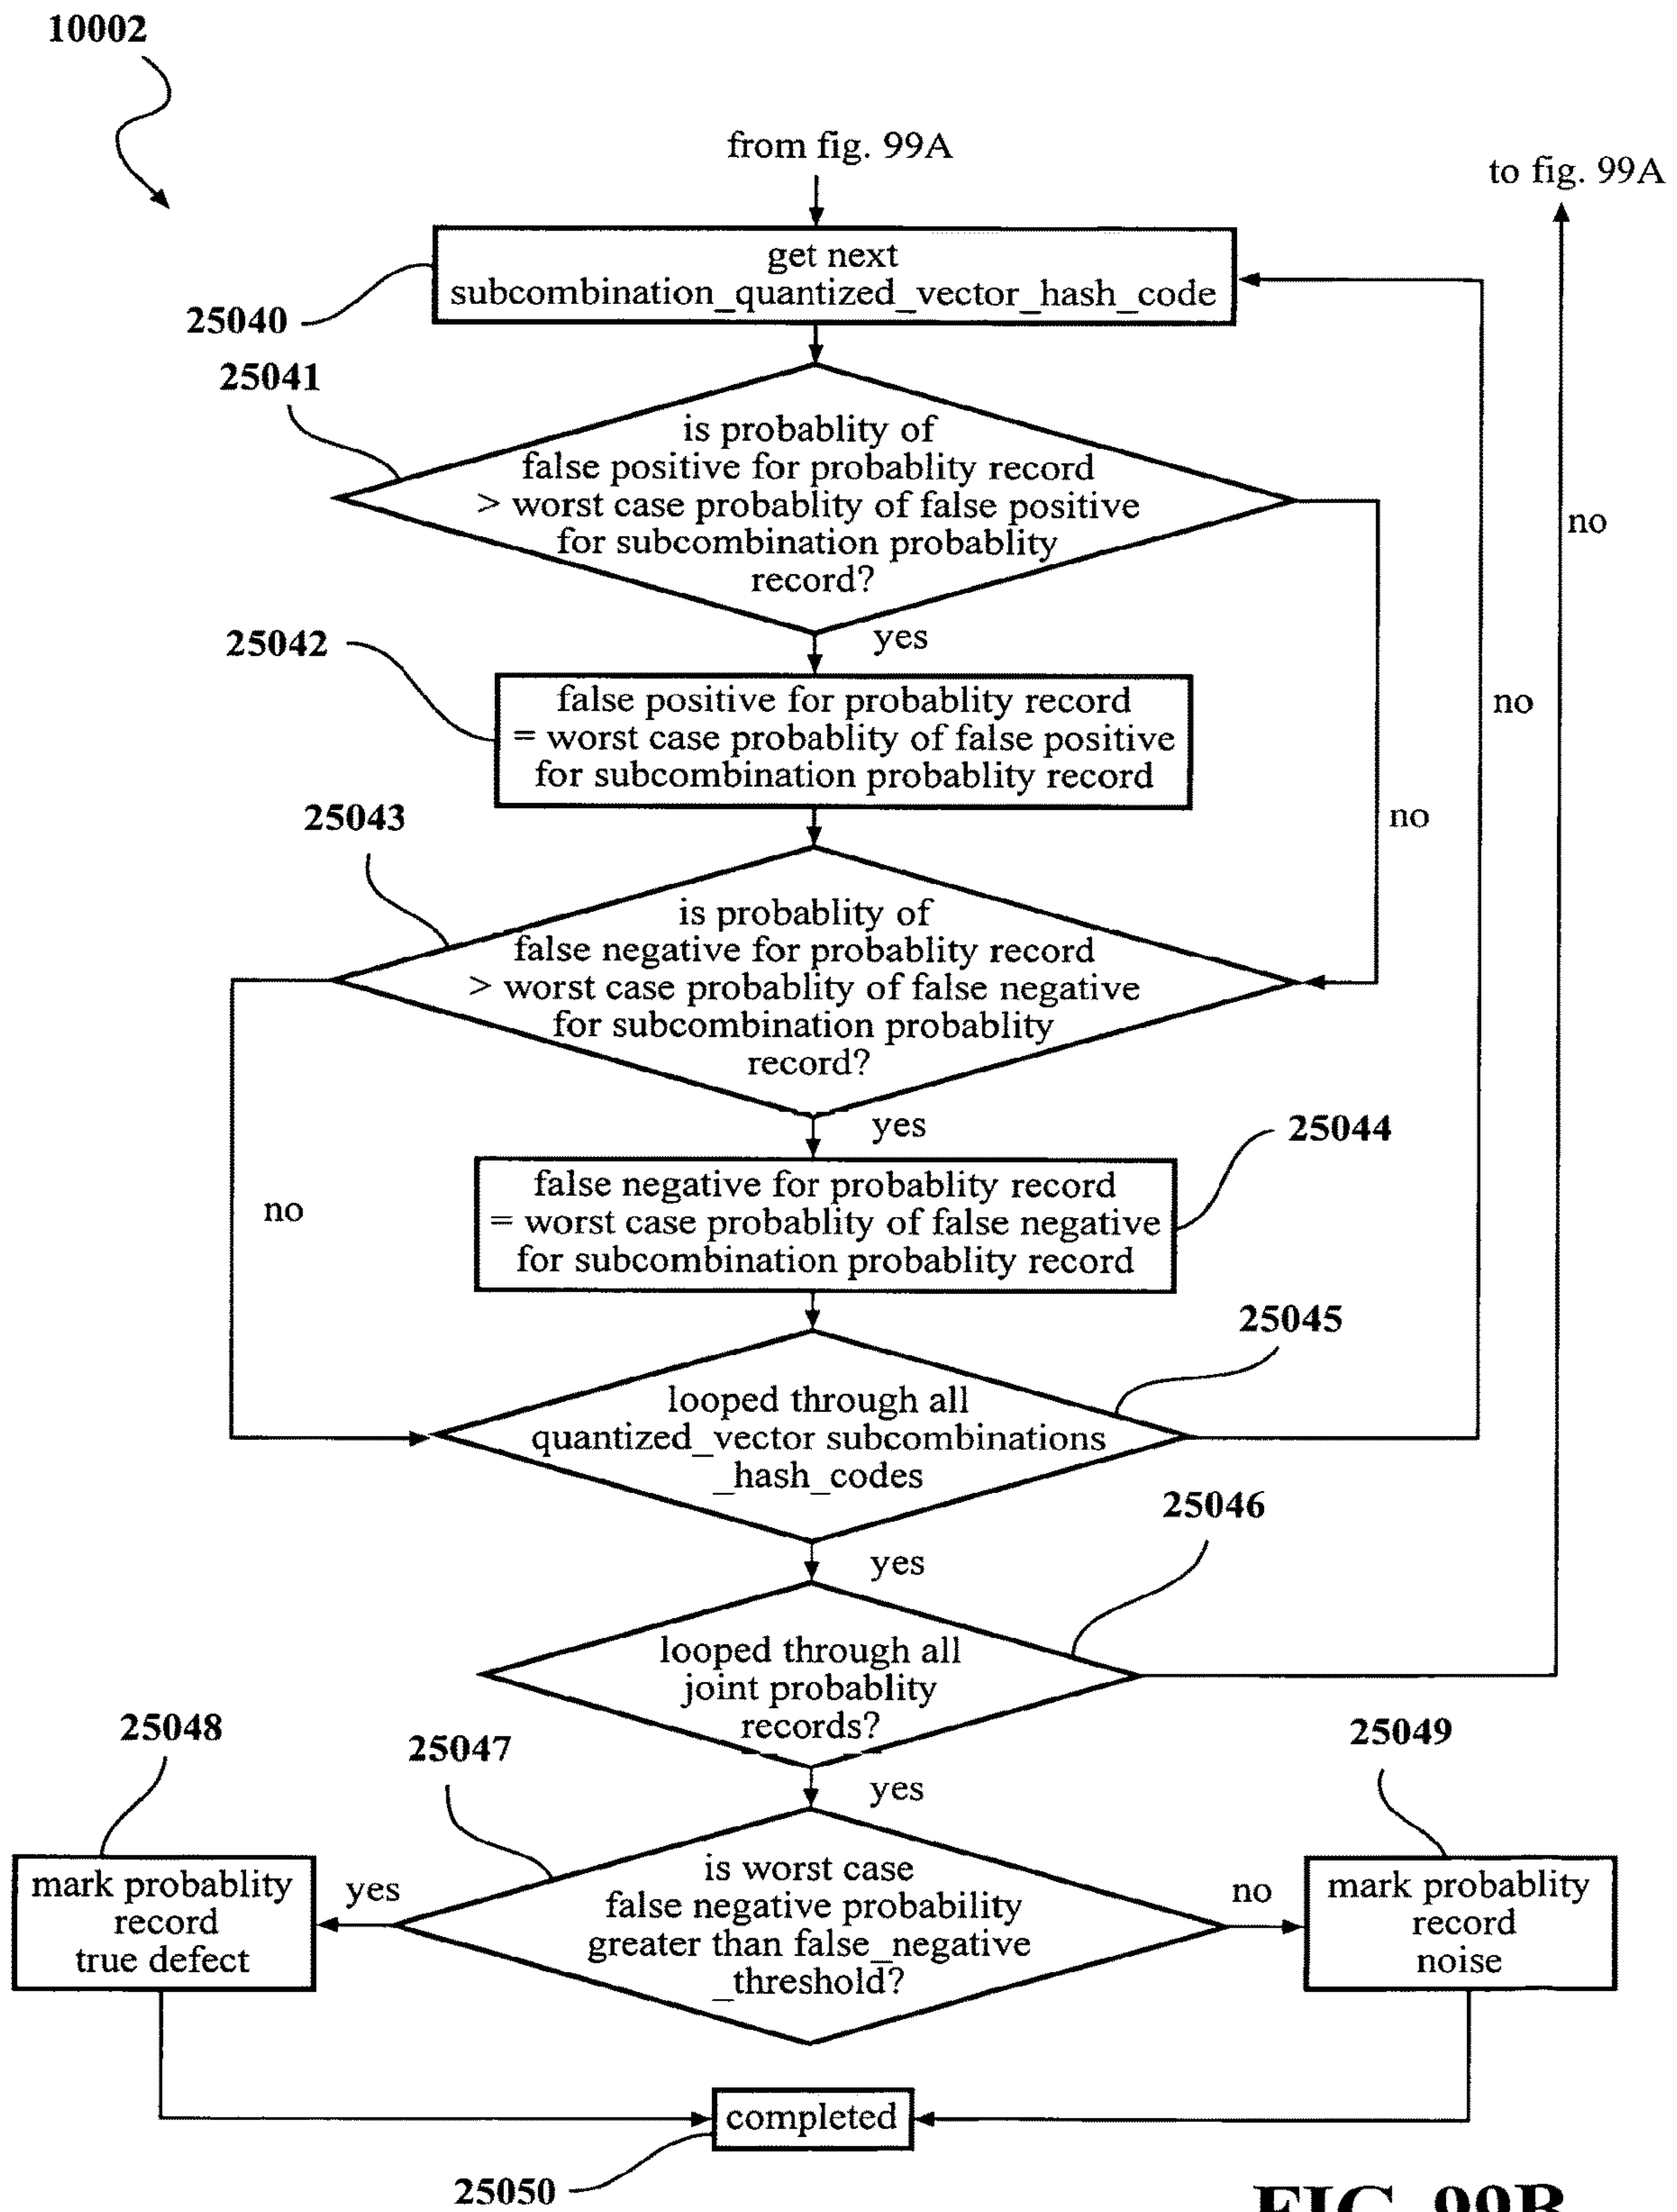 10002
from fig. 99A
to fig. 99A
get next
subcombination_quantized_vector_hash_code
25040
25041
is probablity of
false positive for probablity record
> worst case probablity of false positive
for subcombination probablity
record?
no
yes
25042
false positive for probablity record
= worst case probablity of false positive
for subcombination probablity record
no
25043
no
is probablity of
false negative for probablity record
> worst case probablity of false negative
for subcombination probablity
record?
yes
25044
false negative for probablity record
= worst case probablity of false negative
for subcombination probablity record
no
25045
looped through all
quantized_vector subcombinations
_hash_codes
25046
yes
looped through all
joint probablity
records?
25048
25047
25049
yes
mark probablity
record
true defect
yes
is worst case
false negative probability
greater than false_negative
_threshold?
no
mark probablity
record
noise
completed
25050
FIG. 99B